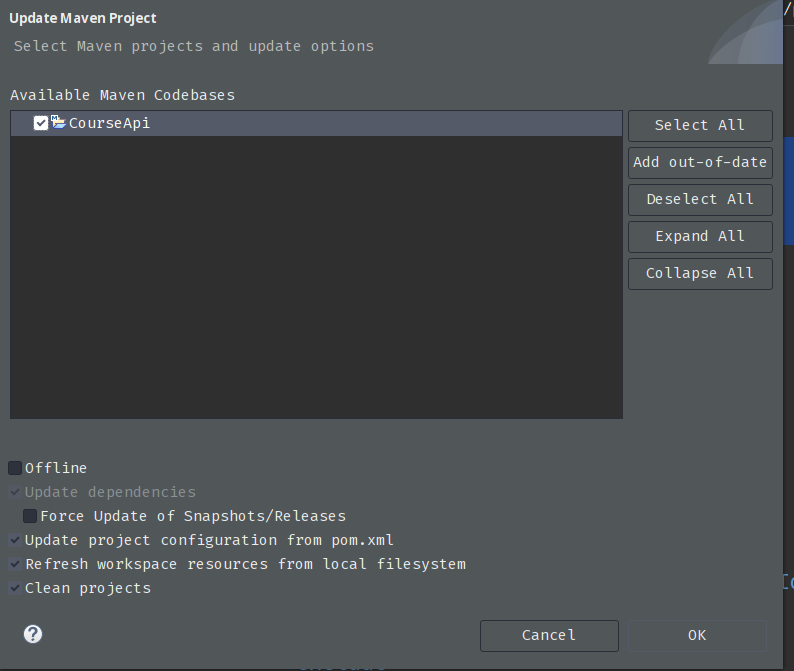 Update Maven Project
Select Maven projects and update options
Available Maven Codebases
CourseApi
Select All
Add out-of-date
Deselect All
Expand All
Collapse All
Offline
Update dependencies
Force Update of Snapshots/Releases
Update project configuration from pom.xml
Refresh workspace resources from local filesystem
Clean projects
?
Cancel
OK